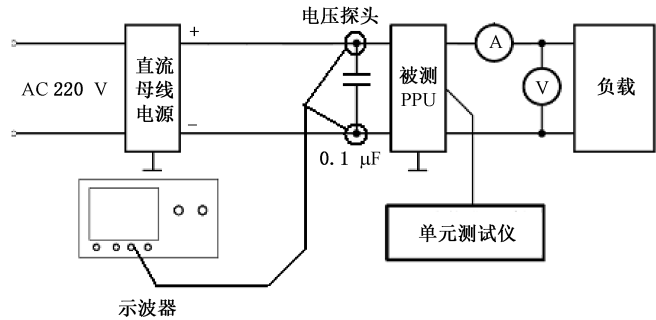 电压探头
+
A
AC 220 V
直流
母线
电源
被测
PPU
V
负载
−
0.1 μF
单元测试仪
示波器